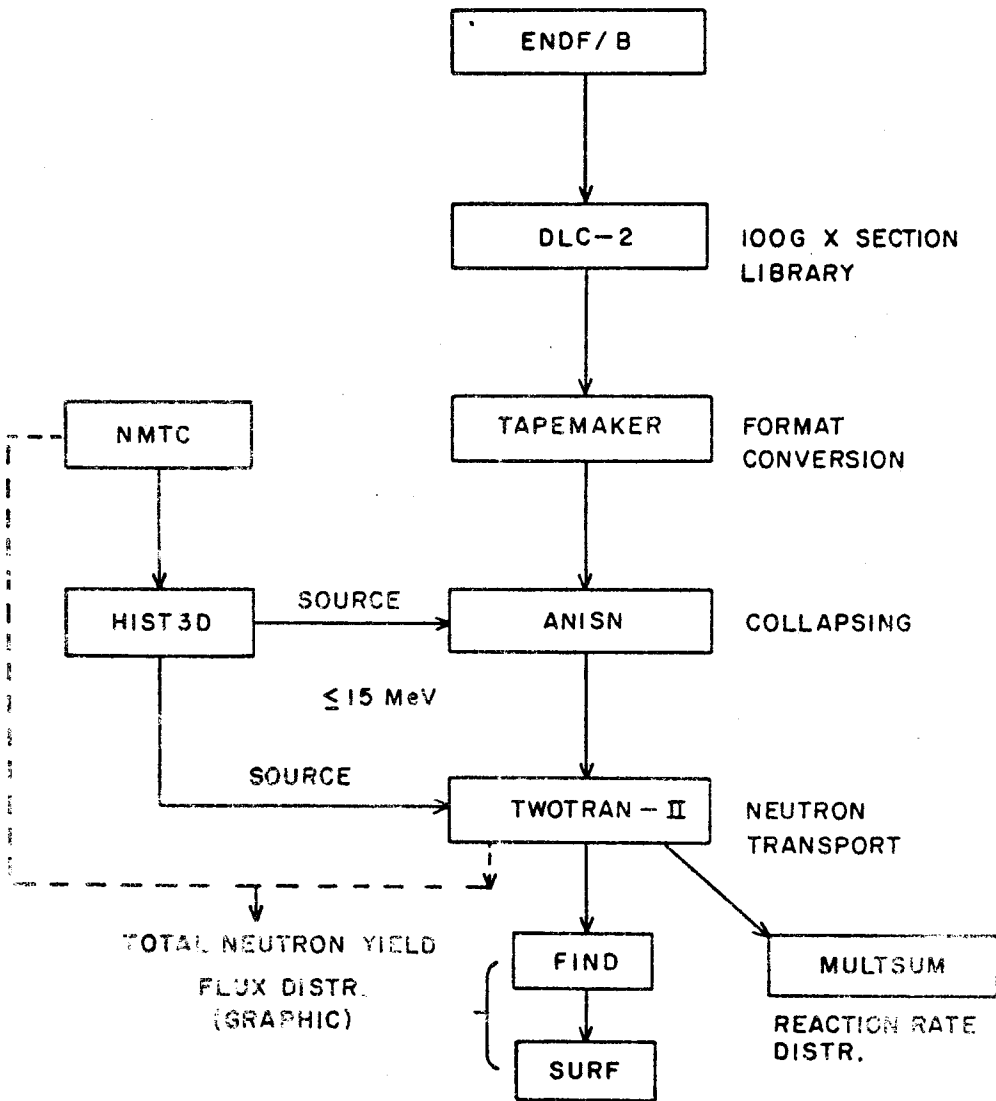 ENDF/B
DLC-2
100G X SECTION
LIBRARY
TAPEMAKER
FORMAT
CONVERSION
NMTC
HIST3D
SOURCE
ANISN
COLLAPSING
≤15 MeV
SOURCE
TWOTRAN-II
NEUTRON
TRANSPORT
TOTAL NEUTRON YIELD
FLUX DISTR.
(GRAPHIC)
FIND
SURF
MULTSUM
REACTION RATE
DISTR.